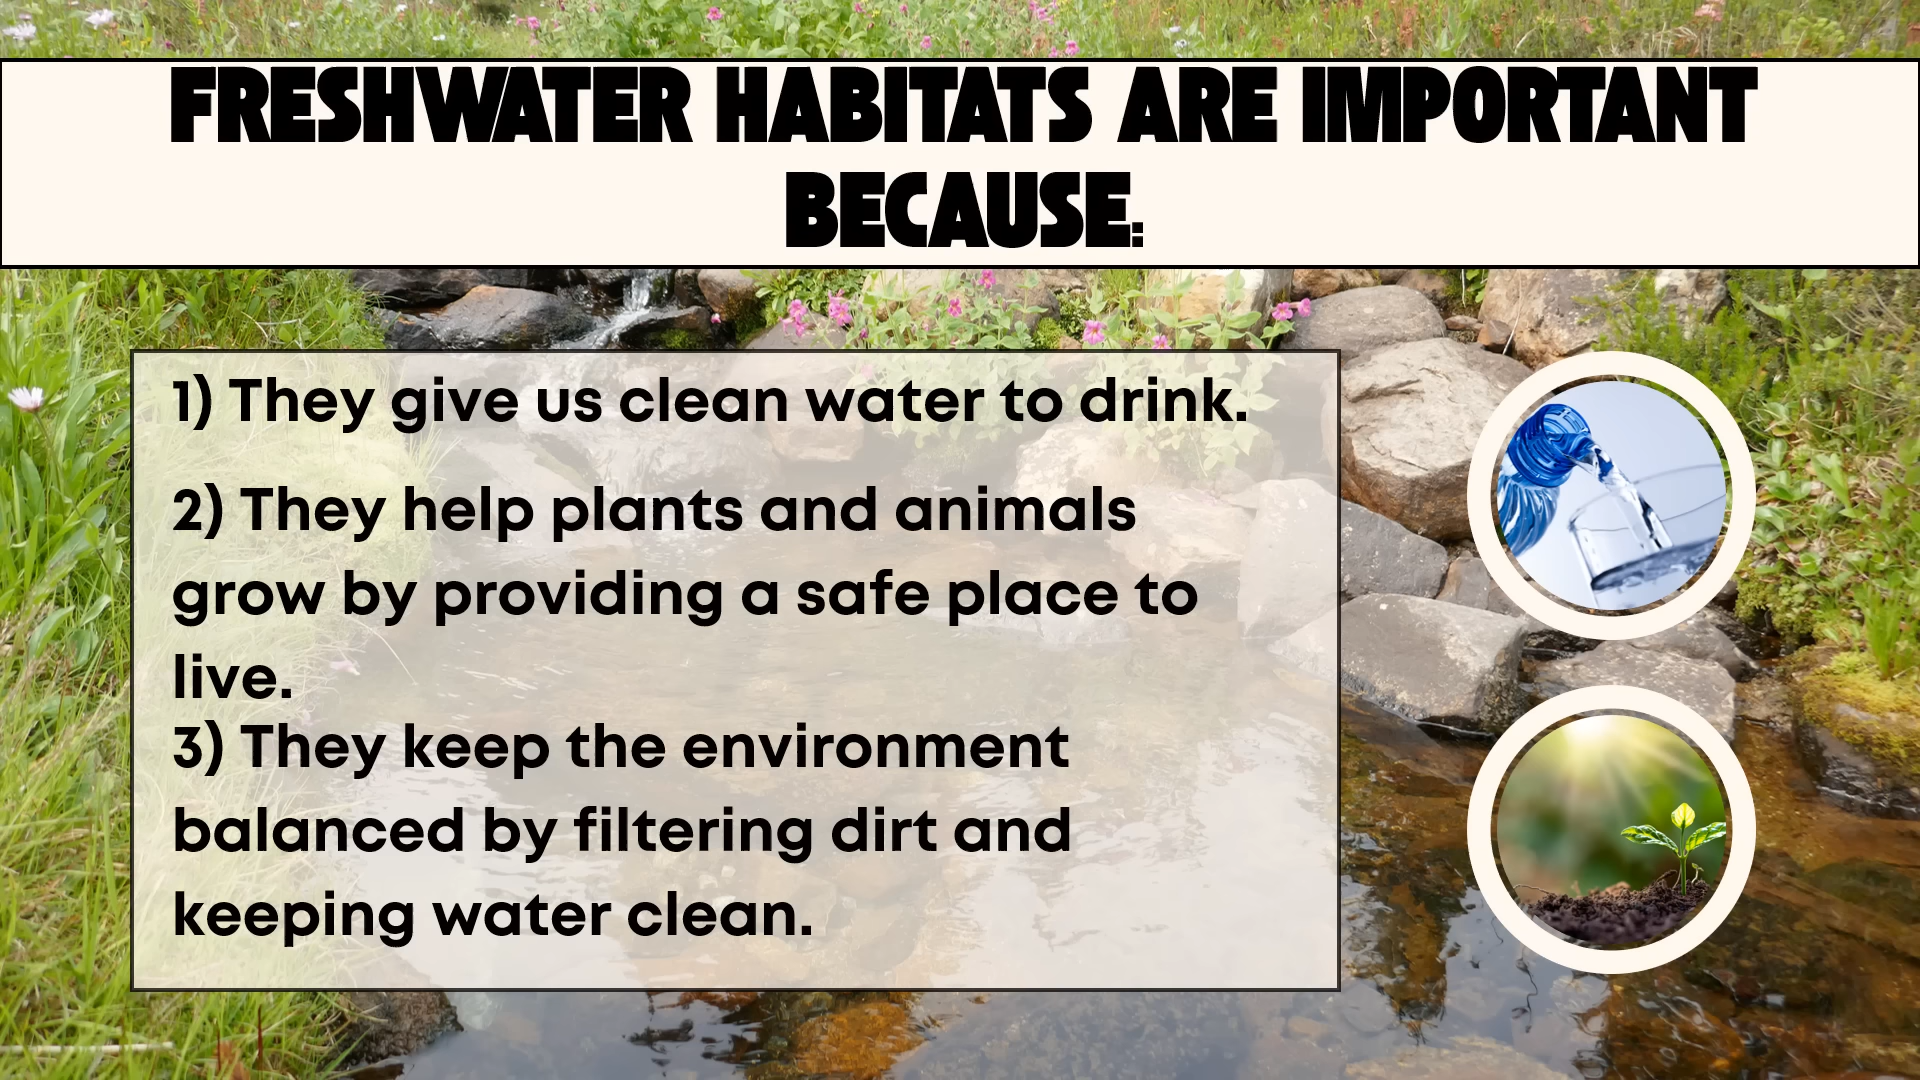 FRESHWATER HABITATS ARE IMPORTANT
BECAUSE:
1) They give us clean water to drink.
2) They help plants and animals
grow by providing a safe place to
live.
3) They keep the environment
balanced by filtering dirt and
keeping water clean.